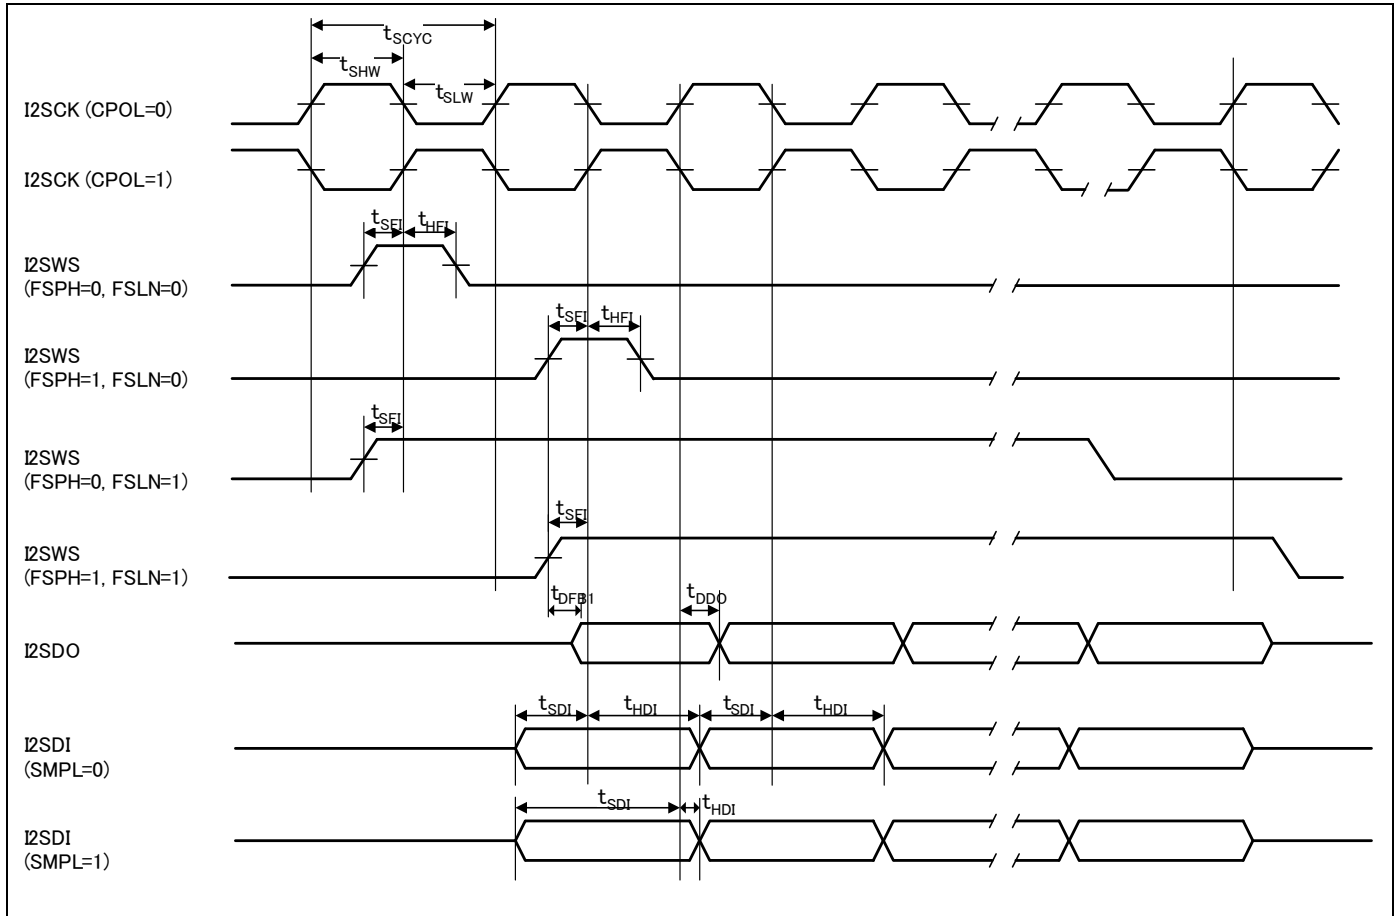 tSCYC
tSHW
tSLW
I2SCK (CPOL=0)
I2SCK (CPOL=1)
tSFI tHFI
I2SWS
(FSPH=0, FSLN=0)
tSFI tHFI
I2SWS
(FSPH=1, FSLN=0)
tSFI
I2SWS
(FSPH=0, FSLN=1)
tSFI
I2SWS
(FSPH=1, FSLN=1)
tDFB1 tDDO
I2SDO
tSDI tHDI tSDI tHDI
I2SDI
(SMPL=0)
tSDI tHDI
I2SDI
(SMPL=1)